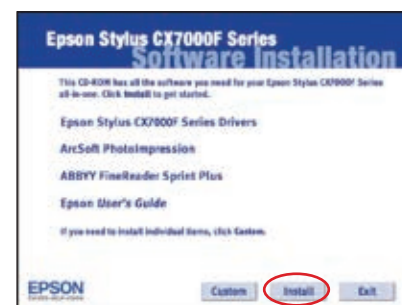 Epson Stylus CX7000F Series
Software Installation
This CD-ROM has all the software you need for your Epson Stylus CX7000F Series
all-in-one. Click Install to get started.
Epson Stylus CX7000F Series Drivers
ArcSoft PhotoImpression
ABBYY FineReader Sprint Plus
Epson User's Guide
If you need to install individual items, click Custom.
EPSON
Custom Install Exit